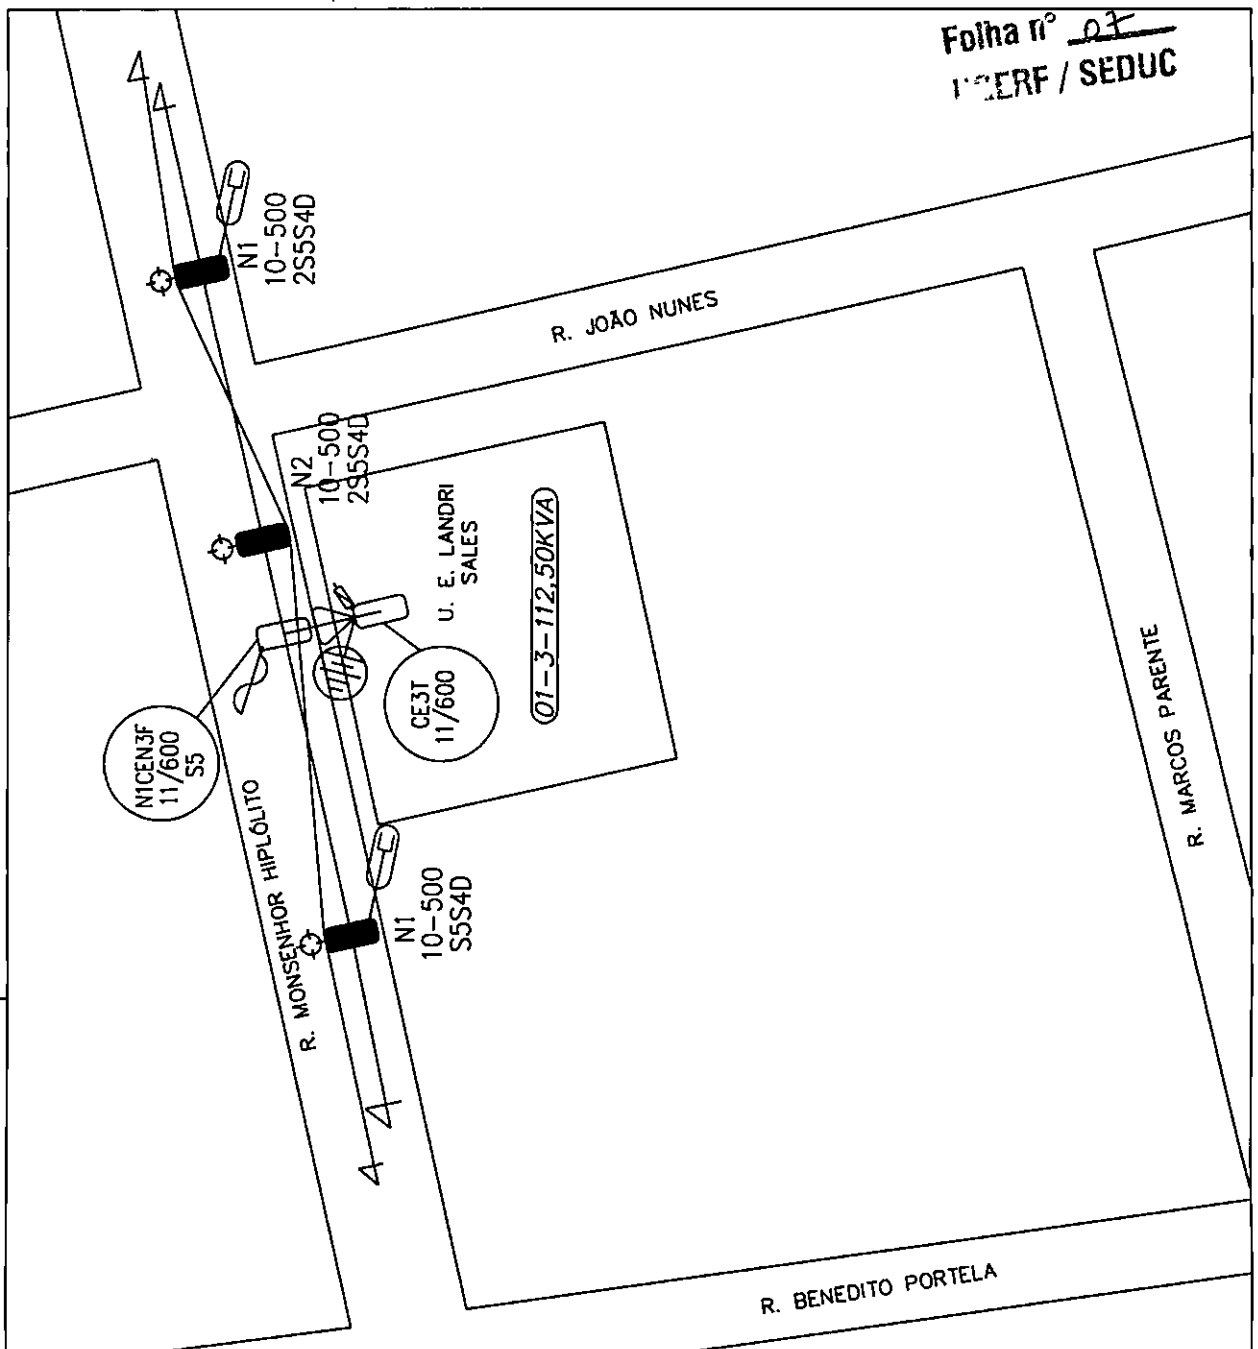 Folha nº 07
/ SEDUC
N1
10-500
2S5S4D
R. JOÃO NUNES
N2
10-500
2S5S4D
U. E. LANDRI
SALES
01-3-112,50KVA
N1CEN3F
11/600
S5
CE3T
11/600
R. MONSENHOR HIPLÓLITO
N1
10-500
S5S4D
R. MARCOS PARENTE
R. BENEDITO PORTELA